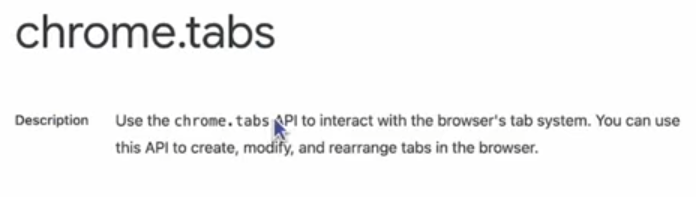 chrome.tabs
Description Use the chrome.tabs API to interact with the browser's tab system. You can use
this API to create, modify, and rearrange tabs in the browser.